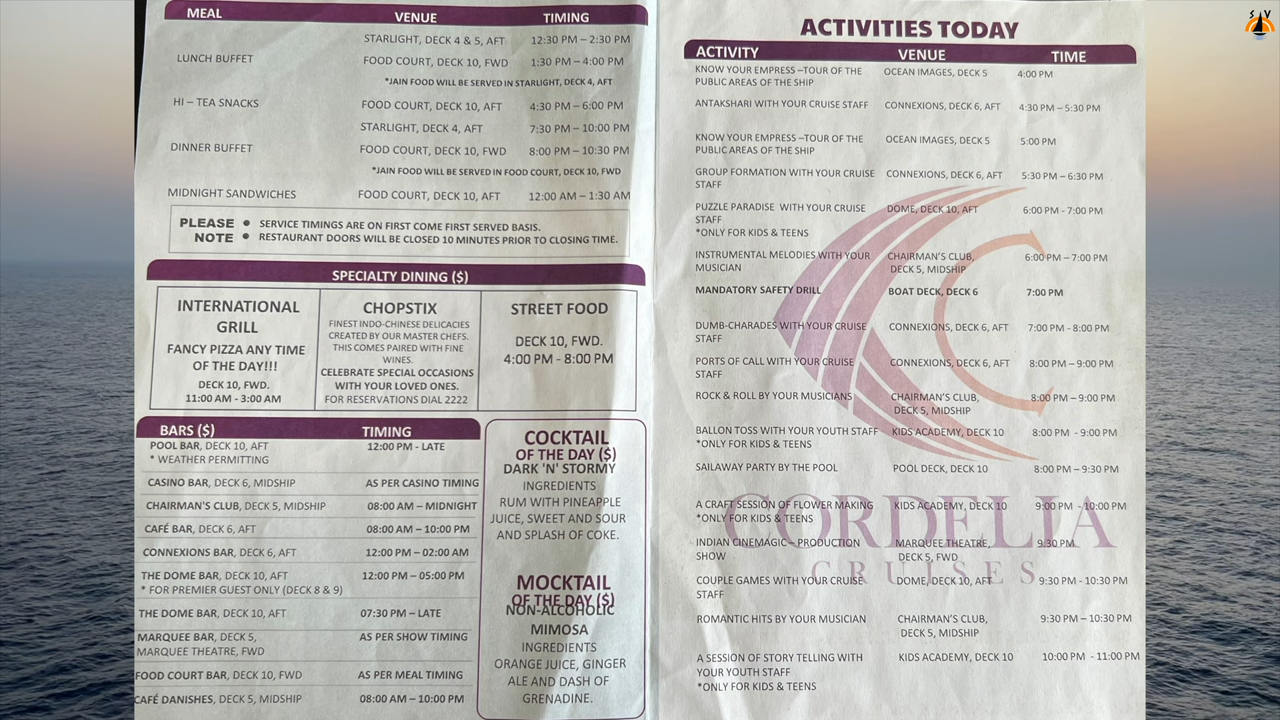 S V
MEAL VENUE TIMING
STARLIGHT, DECK 4 & 5, AFT 12:30 PM – 2:30 PM
LUNCH BUFFET FOOD COURT, DECK 10, FWD 1:30 PM – 4:00 PM
*JAIN FOOD WILL BE SERVED IN STARLIGHT, DECK 4, AFT
HI – TEA SNACKS FOOD COURT, DECK 10, AFT 4:30 PM – 6:00 PM
STARLIGHT, DECK 4, AFT 7:30 PM - 10:00 PM
DINNER BUFFET FOOD COURT, DECK 10, FWD 8:00 PM – 10:30 PM
*JAIN FOOD WILL BE SERVED IN FOOD COURT, DECK 10, FWD
MIDNIGHT SANDWICHES FOOD COURT, DECK 10, AFT 12:00 AM – 1:30 AM
PLEASE • SERVICE TIMINGS ARE ON FIRST COME FIRST SERVED BASIS.
NOTE • RESTAURANT DOORS WILL BE CLOSED 10 MINUTES PRIOR TO CLOSING TIME.
SPECIALTY DINING ($)
INTERNATIONAL
GRILL
FANCY PIZZA ANY TIME
OF THE DAY!!!
DECK 10, FWD.
11:00 AM - 3:00 AM
CHOPSTIX
FINEST INDO-CHINESE DELICACIES
CREATED BY OUR MASTER CHEFS.
THIS COMES PAIRED WITH FINE
WINES.
CELEBRATE SPECIAL OCCASIONS
WITH YOUR LOVED ONES.
FOR RESERVATIONS DIAL 2222
STREET FOOD
DECK 10, FWD.
4:00 PM - 8:00 PM
BARS ($) TIMING
POOL BAR, DECK 10, AFT 12:00 PM - LATE
* WEATHER PERMITTING
CASINO BAR, DECK 6, MIDSHIP AS PER CASINO TIMING
CHAIRMAN'S CLUB, DECK 5, MIDSHIP 08:00 AM – MIDNIGHT
CAFÉ BAR, DECK 6, AFT 08:00 AM – 10:00 PM
CONNEXIONS BAR, DECK 6, AFT 12:00 PM – 02:00 AM
THE DOME BAR, DECK 10, AFT 12:00 PM – 05:00 PM
* FOR PREMIER GUEST ONLY (DECK 8 & 9)
THE DOME BAR, DECK 10, AFT 07:30 PM – LATE
MARQUEE BAR, DECK 5, AS PER SHOW TIMING
MARQUEE THEATRE, FWD
FOOD COURT BAR, DECK 10, FWD AS PER MEAL TIMING
CAFÉ DANISHES, DECK 5, MIDSHIP 08:00 AM – 10:00 PM
COCKTAIL
OF THE DAY ($)
DARK 'N' STORMY
INGREDIENTS
RUM WITH PINEAPPLE
JUICE, SWEET AND SOUR
AND SPLASH OF COKE.
MOCKTAIL
OF THE DAY ($)
NON-ALCOHOLIC
MIMOSA
INGREDIENTS
ORANGE JUICE, GINGER
ALE AND DASH OF
GRENADINE.
ACTIVITIES TODAY
ACTIVITY VENUE TIME
KNOW YOUR EMPRESS –TOUR OF THE OCEAN IMAGES, DECK 5 4:00 PM
PUBLIC AREAS OF THE SHIP
ANTAKSHARI WITH YOUR CRUISE STAFF CONNEXIONS, DECK 6, AFT 4:30 PM – 5:30 PM
KNOW YOUR EMPRESS –TOUR OF THE OCEAN IMAGES, DECK 5 5:00 PM
PUBLIC AREAS OF THE SHIP
GROUP FORMATION WITH YOUR CRUISE CONNEXIONS, DECK 6, AFT 5:30 PM – 6:30 PM
STAFF
PUZZLE PARADISE WITH YOUR CRUISE DOME, DECK 10, AFT 6:00 PM - 7:00 PM
STAFF
*ONLY FOR KIDS & TEENS
INSTRUMENTAL MELODIES WITH YOUR CHAIRMAN'S CLUB, 6:00 PM – 7:00 PM
MUSICIAN DECK 5, MIDSHIP
MANDATORY SAFETY DRILL BOAT DECK, DECK 6 7:00 PM
DUMB-CHARADES WITH YOUR CRUISE CONNEXIONS, DECK 6, AFT 7:00 PM - 8:00 PM
STAFF
PORTS OF CALL WITH YOUR CRUISE CONNEXIONS, DECK 6, AFT 8:00 PM – 9:00 PM
STAFF
ROCK & ROLL BY YOUR MUSICIANS CHAIRMAN'S CLUB, 8:00 PM – 9:00 PM
DECK 5, MIDSHIP
BALLON TOSS WITH YOUR YOUTH STAFF KIDS ACADEMY, DECK 10 8:00 PM - 9:00 PM
*ONLY FOR KIDS & TEENS
SAILAWAY PARTY BY THE POOL POOL DECK, DECK 10 8:00 PM – 9:30 PM
A CRAFT SESSION OF FLOWER MAKING KIDS ACADEMY, DECK 10 9:00 PM - 10:00 PM
*ONLY FOR KIDS & TEENS
CORDELIA
INDIAN CINEMAGIC – PRODUCTION MARQUEE THEATRE, 9:30 PM
SHOW DECK 5, FWD
CRUISES
COUPLE GAMES WITH YOUR CRUISE DOME, DECK 10, AFT 9:30 PM - 10:30 PM
STAFF
ROMANTIC HITS BY YOUR MUSICIAN CHAIRMAN'S CLUB, 9:30 PM – 10:30 PM
DECK 5, MIDSHIP
A SESSION OF STORY TELLING WITH KIDS ACADEMY, DECK 10 10:00 PM - 11:00 PM
YOUR YOUTH STAFF
*ONLY FOR KIDS & TEENS